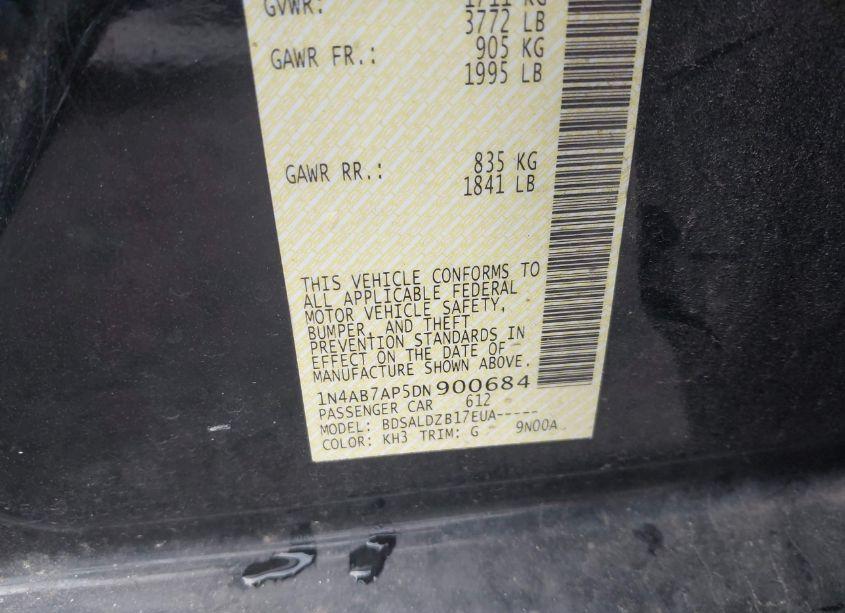 GVWR: 1711 KG
3772 LB
GAWR FR.: 905 KG
1995 LB
GAWR RR.: 835 KG
1841 LB
THIS VEHICLE CONFORMS TO
ALL APPLICABLE FEDERAL
MOTOR VEHICLE SAFETY,
BUMPER, AND THEFT
PREVENTION STANDARDS IN
EFFECT ON THE DATE OF
MANUFACTURE SHOWN ABOVE.
1N4AB7AP5DN900684
PASSENGER CAR 612
MODEL: BDSALDZB17EUA-----
COLOR: KH3 TRIM: G 9N00A